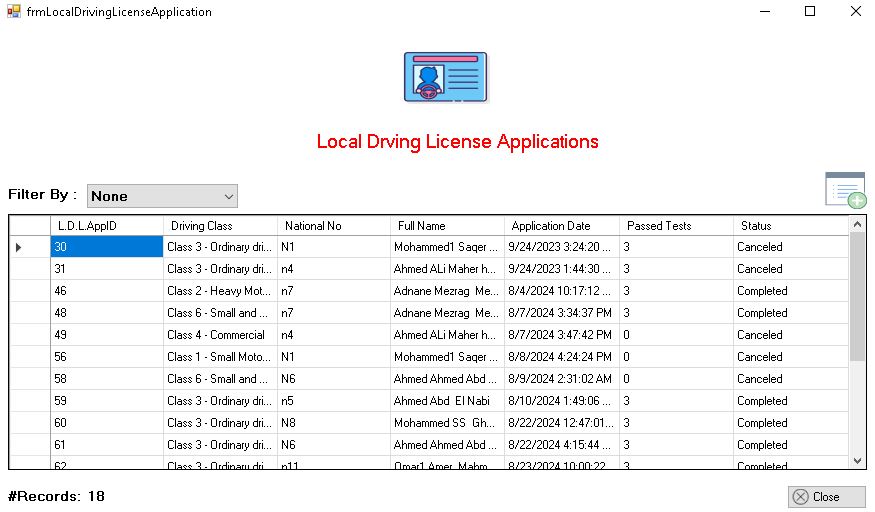 frmLocalDrivingLicenseApplication
Local Drving License Applications
Filter By : None
L.D.L.AppID Driving Class National No Full Name Application Date Passed Tests Status
30 Class 3 - Ordinary dri... N1 Mohammed1 Saqer ... 9/24/2023 3:24:20 ... 3 Canceled
31 Class 3 - Ordinary dri... n4 Ahmed ALi Maher h... 9/24/2023 1:44:30 ... 3 Canceled
46 Class 2 - Heavy Mot... n7 Adnane Mezrag Me... 8/4/2024 10:17:12 ... 3 Completed
48 Class 6 - Small and ... n7 Adnane Mezrag Me... 8/7/2024 3:34:37 PM 3 Completed
49 Class 4 - Commercial n4 Ahmed ALi Maher h... 8/7/2024 3:47:42 PM 0 Canceled
56 Class 1 - Small Moto... N1 Mohammed1 Saqer ... 8/8/2024 4:24:24 PM 0 Canceled
58 Class 6 - Small and ... N6 Ahmed Ahmed Abd ... 8/9/2024 2:31:02 AM 0 Canceled
59 Class 3 - Ordinary dri... n5 Ahmed Abd El Nabi 8/10/2024 1:49:06 ... 3 Completed
60 Class 3 - Ordinary dri... N8 Mohammed SS Gh... 8/22/2024 12:47:01... 3 Completed
61 Class 3 - Ordinary dri... N6 Ahmed Ahmed Abd ... 8/22/2024 4:15:44 ... 3 Completed
62 Class 3 - Ordinary dri... n11 Omar1 Amer Mahm... 8/23/2024 10:00:22... 3 Completed
#Records: 18
Close